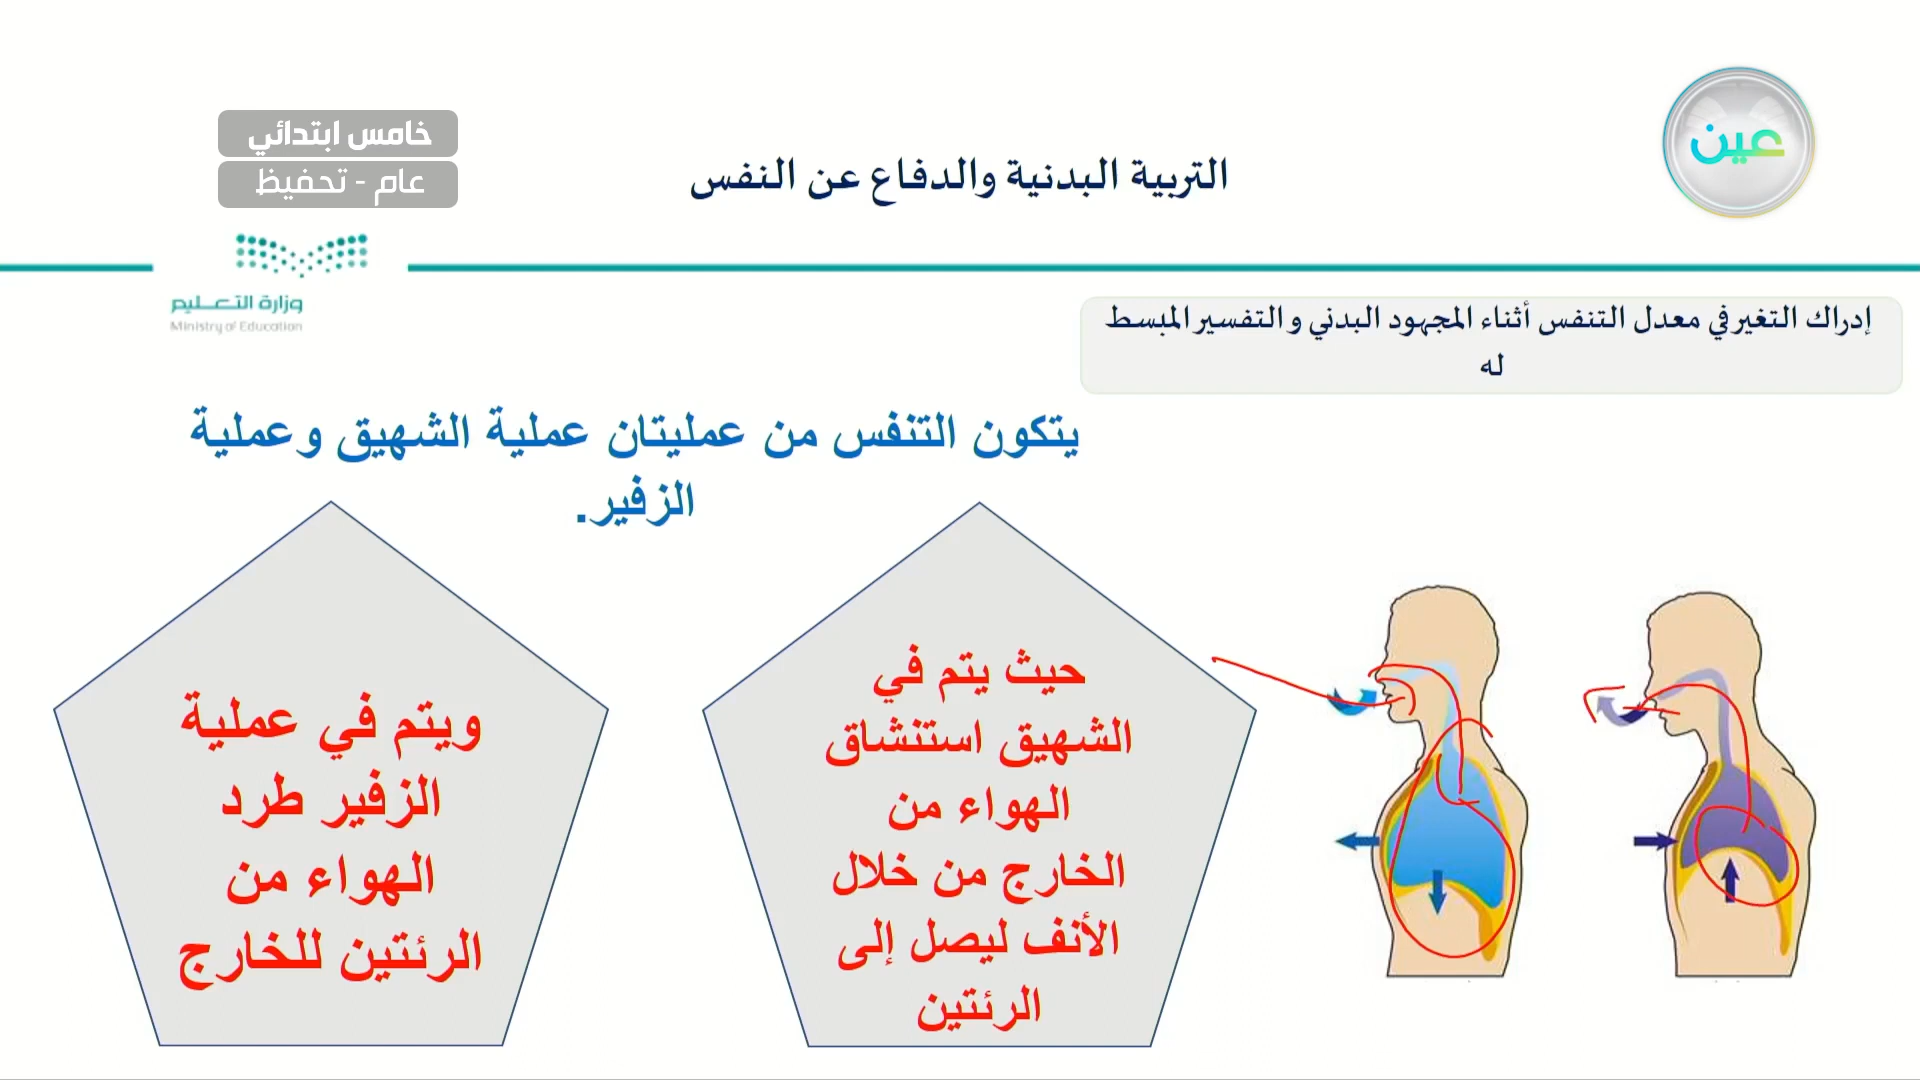 عين
خامس ابتدائي
عام - تحفيظ
التربية البدنية والدفاع عن النفس
وزارة التعليم
Ministry of Education
إدراك التغير في معدل التنفس أثناء المجهود البدني و التفسير المبسط
له
يتكون التنفس من عمليتان عملية الشهيق وعملية
الزفير.
حيث يتم في
الشهيق استنشاق
الهواء من
الخارج من خلال
الأنف ليصل إلى
الرئتين
ويتم في عملية
الزفير طرد
الهواء من
الرئتين للخارج